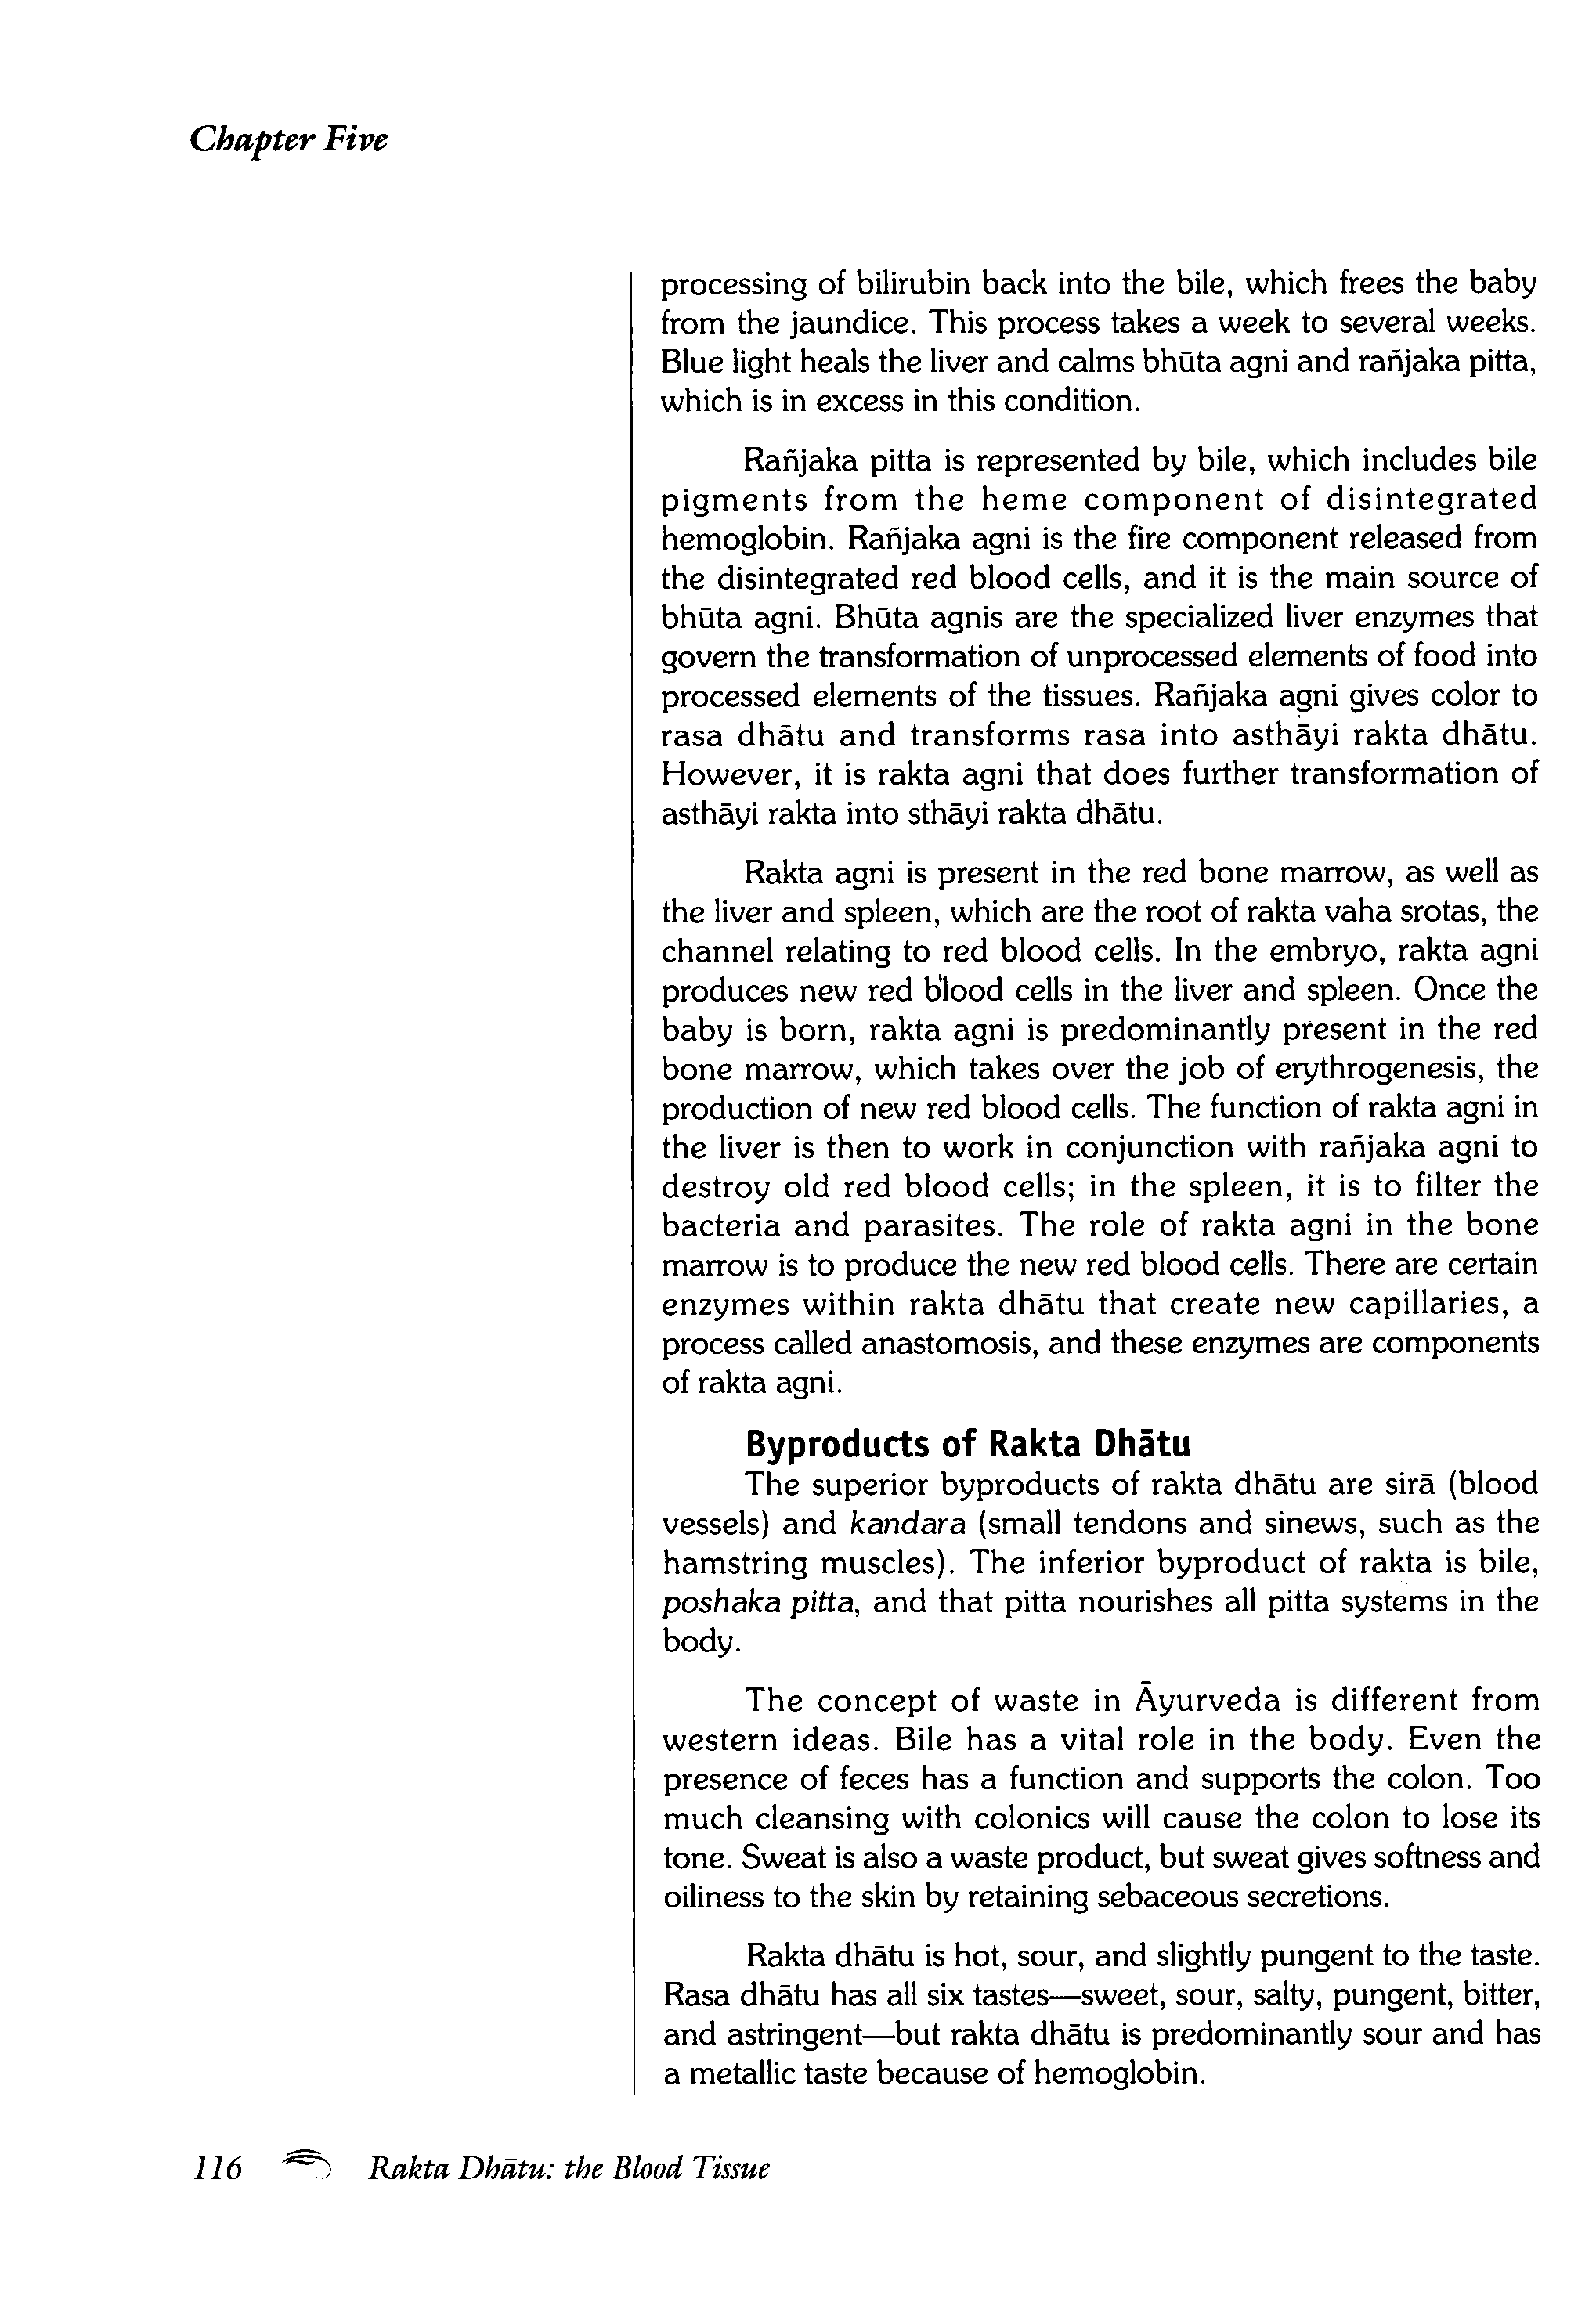 Chapter Five
processing of bilirubin back into the bile, which frees the baby
from the jaundice. This process takes a week to several weeks.
Blue light heals the liver and calms bhūta agni and rañjaka pitta,
which is in excess in this condition.
Rañjaka pitta is represented by bile, which includes bile
pigments from the heme component of disintegrated
hemoglobin. Rañjaka agni is the fire component released from
the disintegrated red blood cells, and it is the main source of
bhūta agni. Bhūta agnis are the specialized liver enzymes that
govern the transformation of unprocessed elements of food into
processed elements of the tissues. Rañjaka agni gives color to
rasa dhātu and transforms rasa into asthāyi rakta dhātu.
However, it is rakta agni that does further transformation of
asthāyi rakta into sthāyi rakta dhātu.
Rakta agni is present in the red bone marrow, as well as
the liver and spleen, which are the root of rakta vaha srotas, the
channel relating to red blood cells. In the embryo, rakta agni
produces new red blood cells in the liver and spleen. Once the
baby is born, rakta agni is predominantly present in the red
bone marrow, which takes over the job of erythrogenesis, the
production of new red blood cells. The function of rakta agni in
the liver is then to work in conjunction with rañjaka agni to
destroy old red blood cells; in the spleen, it is to filter the
bacteria and parasites. The role of rakta agni in the bone
marrow is to produce the new red blood cells. There are certain
enzymes within rakta dhātu that create new capillaries, a
process called anastomosis, and these enzymes are components
of rakta agni.
Byproducts of Rakta Dhātu
The superior byproducts of rakta dhātu are sirā (blood
vessels) and kandara (small tendons and sinews, such as the
hamstring muscles). The inferior byproduct of rakta is bile,
poshaka pitta, and that pitta nourishes all pitta systems in the
body.
The concept of waste in Āyurveda is different from
western ideas. Bile has a vital role in the body. Even the
presence of feces has a function and supports the colon. Too
much cleansing with colonics will cause the colon to lose its
tone. Sweat is also a waste product, but sweat gives softness and
oiliness to the skin by retaining sebaceous secretions.
Rakta dhātu is hot, sour, and slightly pungent to the taste.
Rasa dhātu has all six tastes—sweet, sour, salty, pungent, bitter,
and astringent—but rakta dhātu is predominantly sour and has
a metallic taste because of hemoglobin.
116 Rakta Dhātu: the Blood Tissue